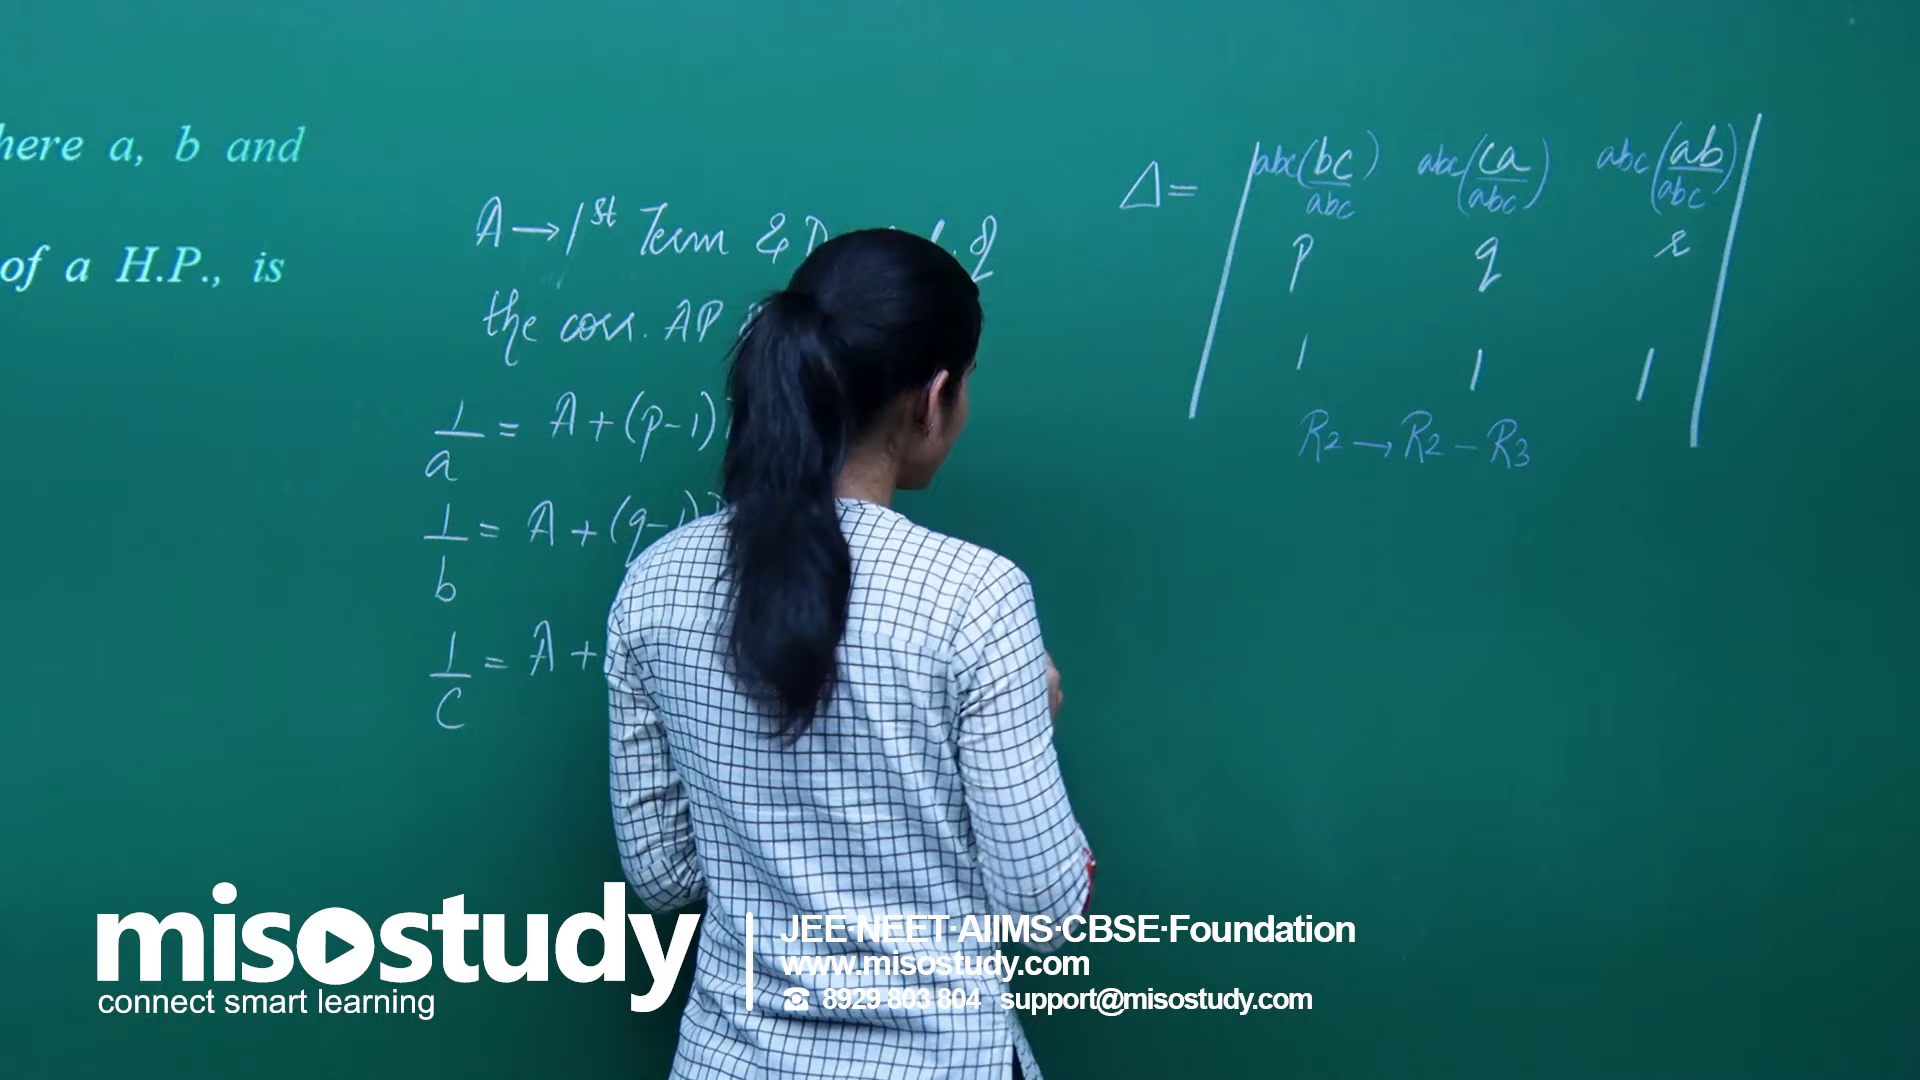 here a, b and
of a H.P., is
A → 1st Term &
the corr. AP
1/a = A + (p-1)
1/b = A + (q-1)
1/c = A +
Δ = | abc(bc/abc) abc(ca/abc) abc(ab/abc) |
p q r
1 1 1
R2 → R2 - R3
misostudy
connect smart learning
JEE·NEET·AIIMS·CBSE·Foundation
www.misostudy.com
8929 803 804 support@misostudy.com